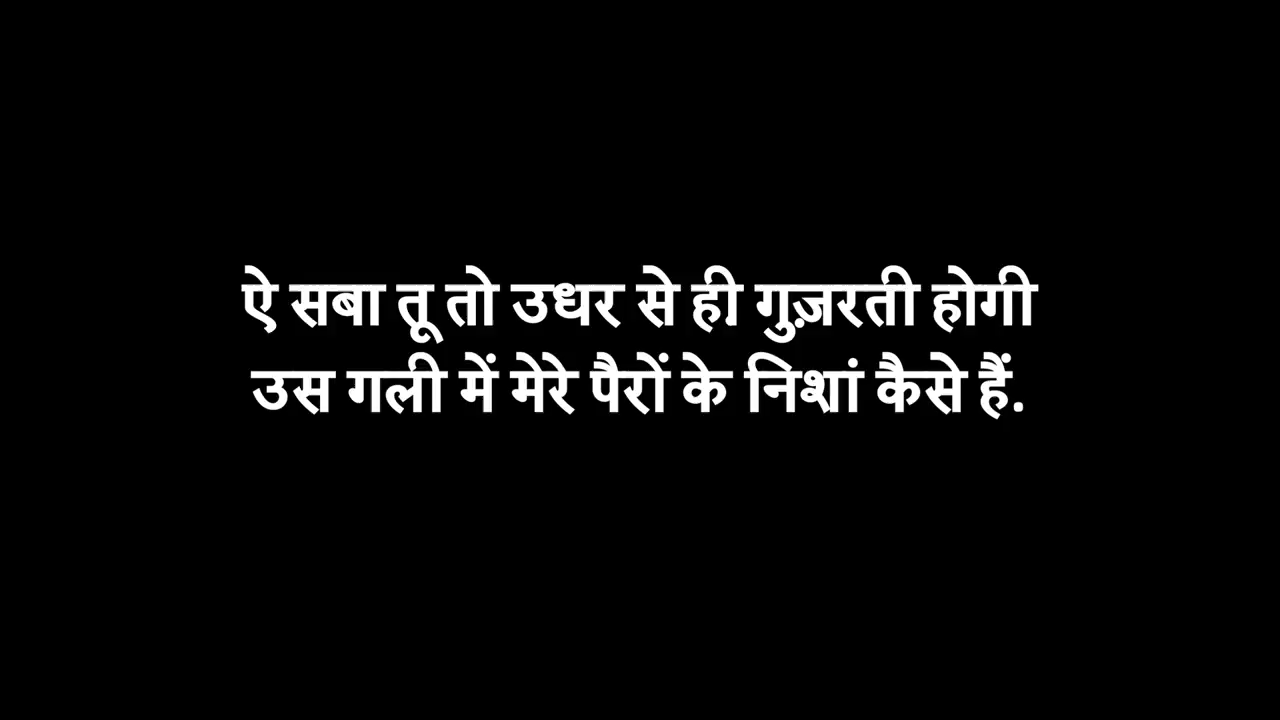 ऐ सबा तू तो उधर से ही गुज़रती होगी
उस गली में मेरे पैरों के निशां कैसे हैं.